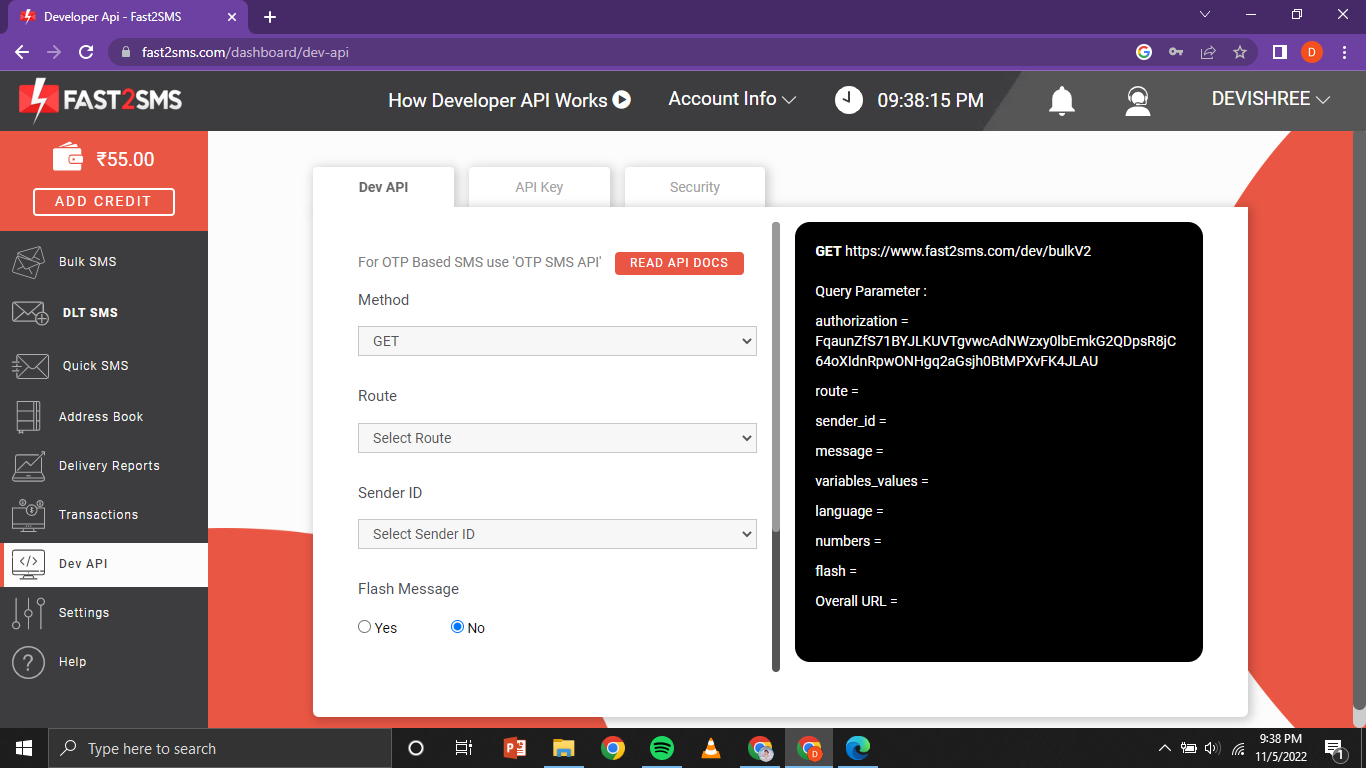 Developer Api - Fast2SMS
fast2sms.com/dashboard/dev-api
D
FAST2SMS
How Developer API Works
Account Info
09:38:15 PM
DEVISHREE
₹55.00
ADD CREDIT
Bulk SMS
DLT SMS
Quick SMS
Address Book
Delivery Reports
Transactions
Dev API
Settings
Help
Dev API
API Key
Security
For OTP Based SMS use 'OTP SMS API'
READ API DOCS
Method
GET
Route
Select Route
Sender ID
Select Sender ID
Flash Message
Yes
No
GET https://www.fast2sms.com/dev/bulkV2
Query Parameter :
authorization =
FqaunZfS71BYJLKUVTgvwcAdNWzxy0lbEmkG2QDpsR8jC
64oXIdnRpwONHgq2aGsjh0BtMPXvFK4JLAU
route =
sender_id =
message =
variables_values =
language =
numbers =
flash =
Overall URL =
Type here to search
9:38 PM
11/5/2022
1